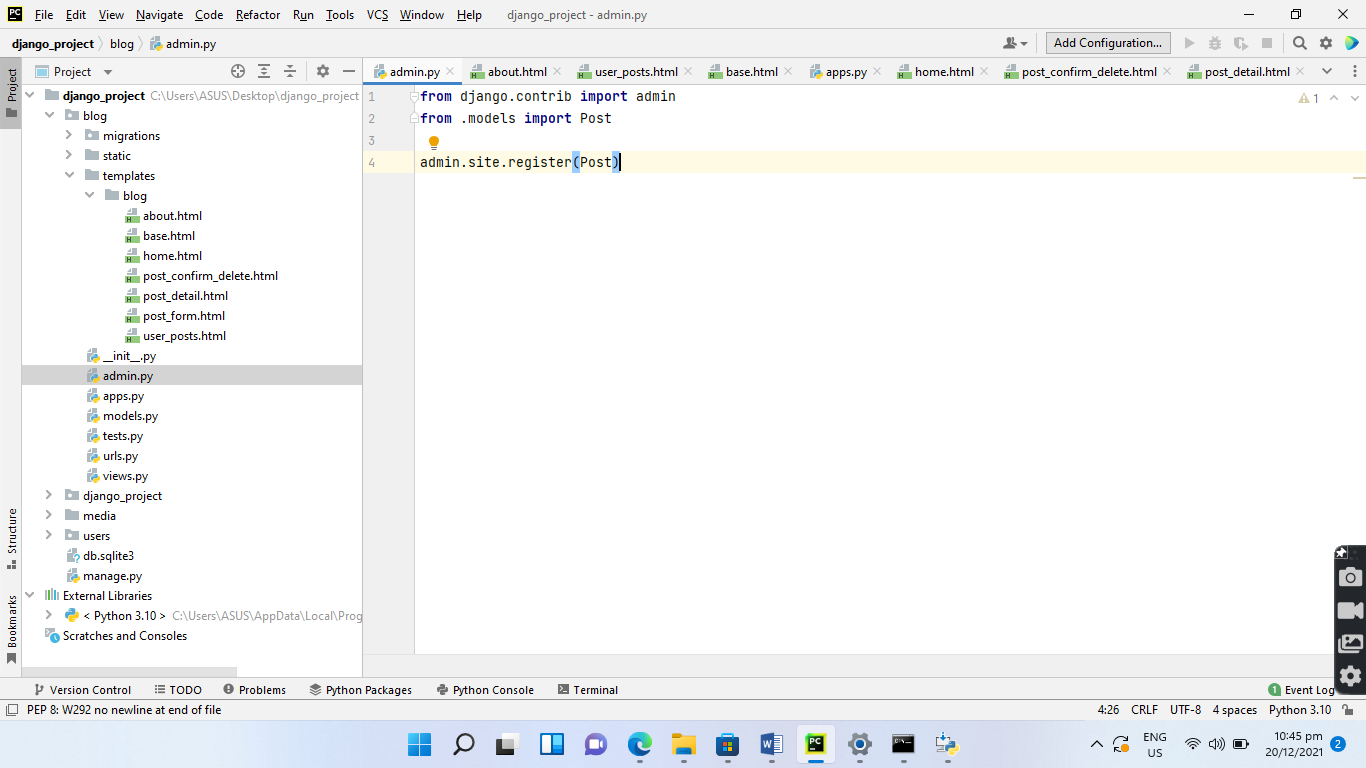 PC File Edit View Navigate Code Refactor Run Tools VCS Window Help django_project - admin.py
django_project blog admin.py Add Configuration...
Project
Project
admin.py about.html user_posts.html base.html apps.py home.html post_confirm_delete.html post_detail.html
django_project C:\Users\ASUS\Desktop\django_project
blog
migrations
static
templates
blog
about.html
base.html
home.html
post_confirm_delete.html
post_detail.html
post_form.html
user_posts.html
__init__.py
admin.py
apps.py
models.py
tests.py
urls.py
views.py
django_project
media
users
db.sqlite3
manage.py
External Libraries
< Python 3.10 > C:\Users\ASUS\AppData\Local\Prog
Scratches and Consoles
1 from django.contrib import admin
2 from .models import Post
3
4 admin.site.register(Post)
1
Structure
Bookmarks
Version Control TODO Problems Python Packages Python Console Terminal 1 Event Log
PEP 8: W292 no newline at end of file 4:26 CRLF UTF-8 4 spaces Python 3.10
W PC ENG US 10:45 pm
20/12/2021 2